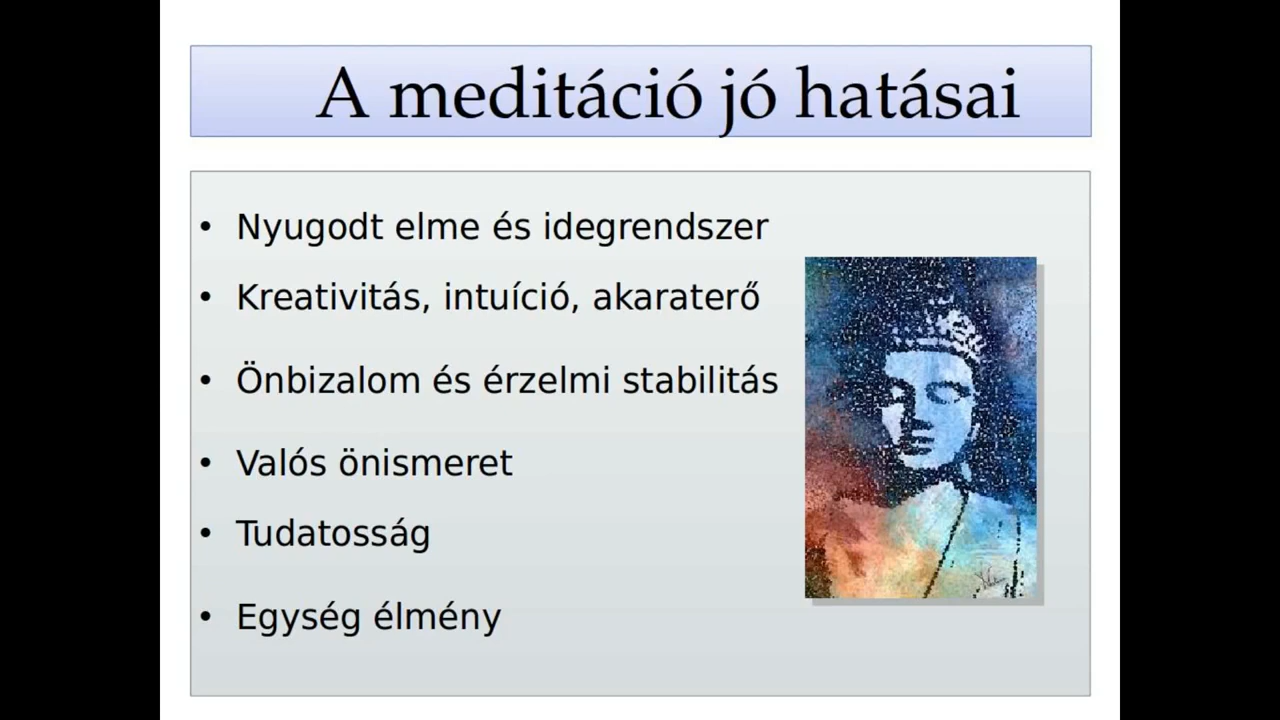 A meditáció jó hatásai
• Nyugodt elme és idegrendszer
• Kreativitás, intuíció, akaraterő
• Önbizalom és érzelmi stabilitás
• Valós önismeret
• Tudatosság
• Egység élmény